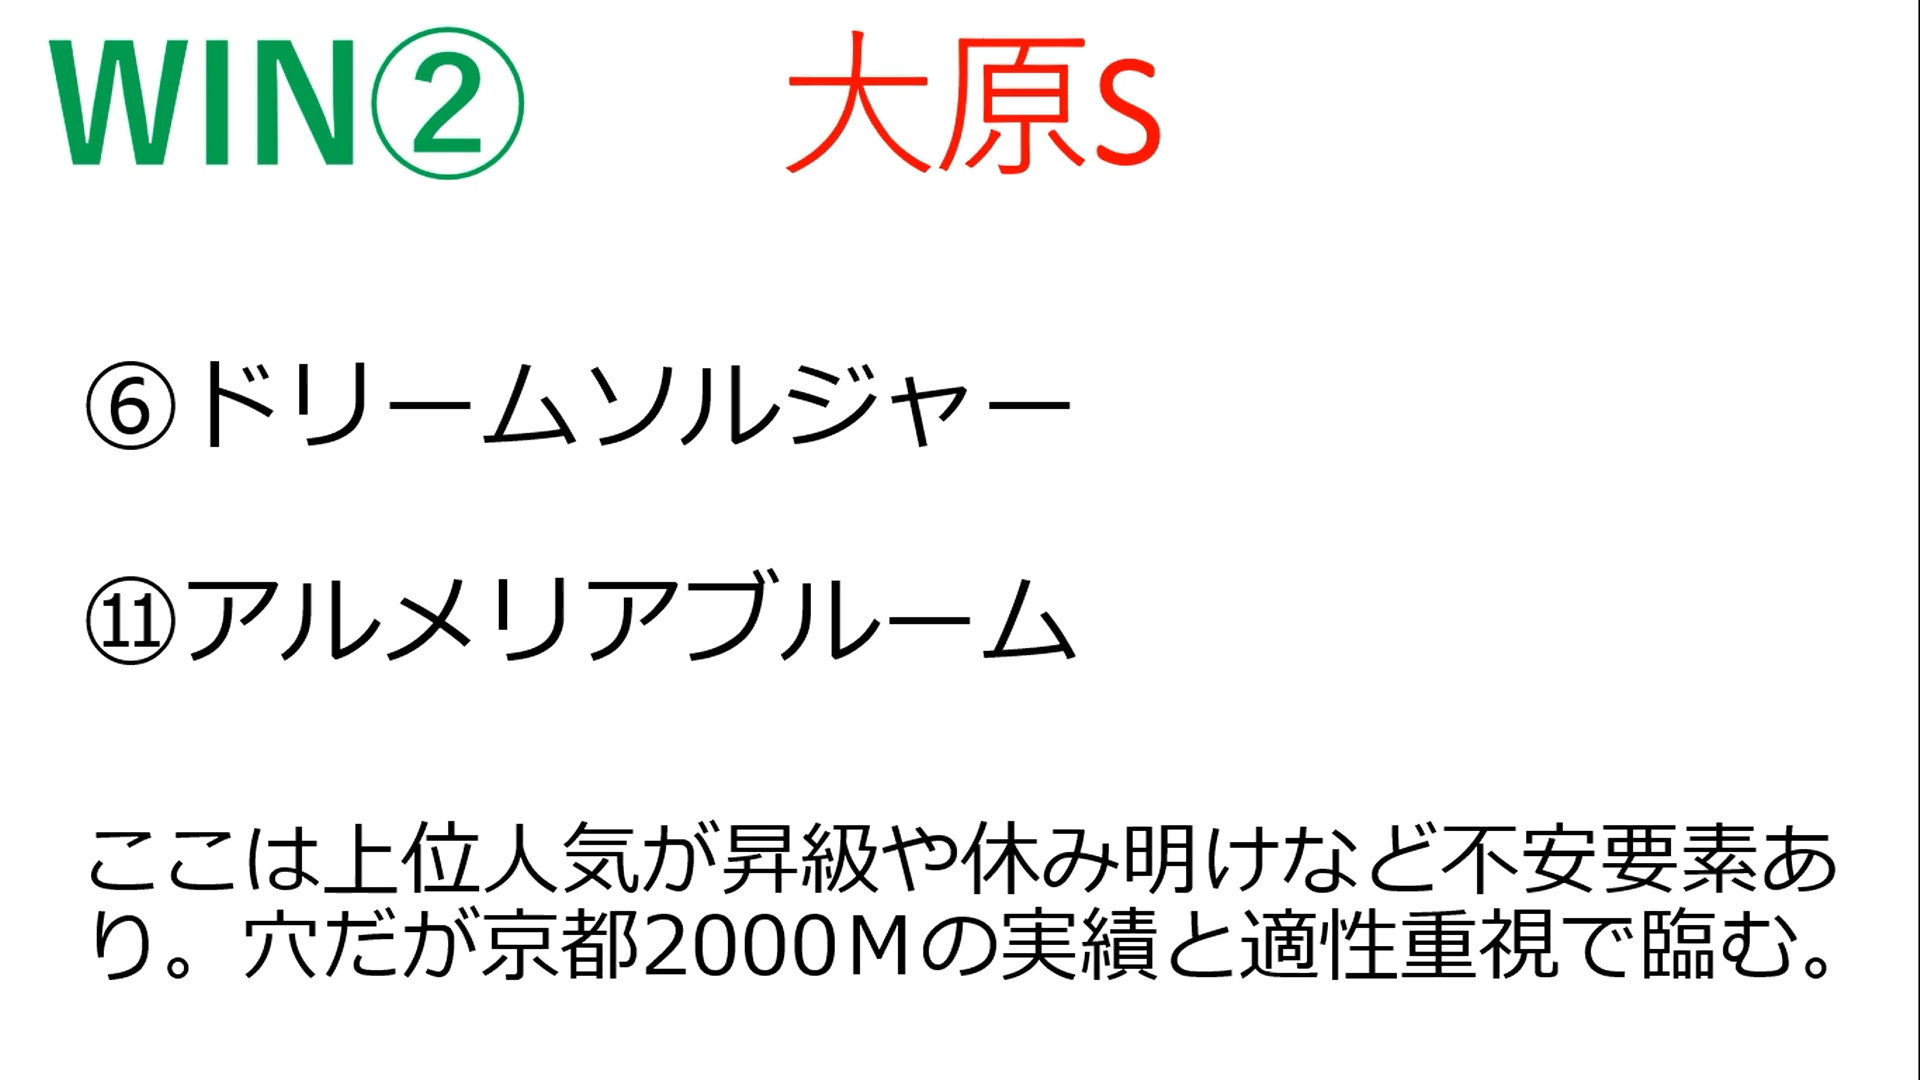 WIN② 大原S
⑥ドリームソルジャー
⑪アルメリアブルーム
ここは上位人気が昇級や休み明けなど不安要素あ
り。穴だが京都2000Mの実績と適性重視で臨む。